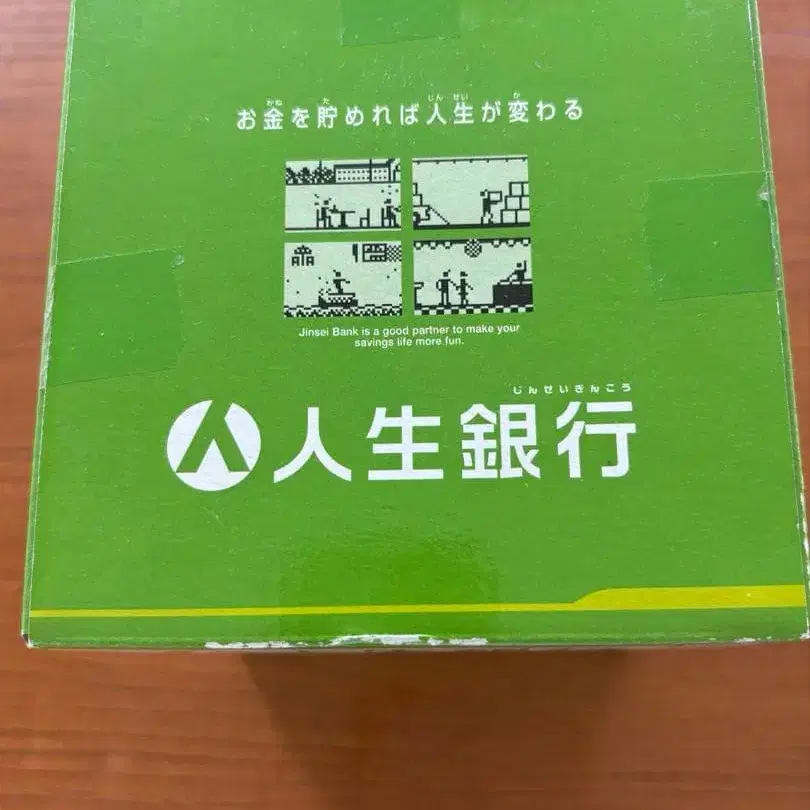 お金を貯めれば人生が変わる
Jinsei Bank is a good partner to make your
savings life more fun.
じんせいぎんこう
人生銀行